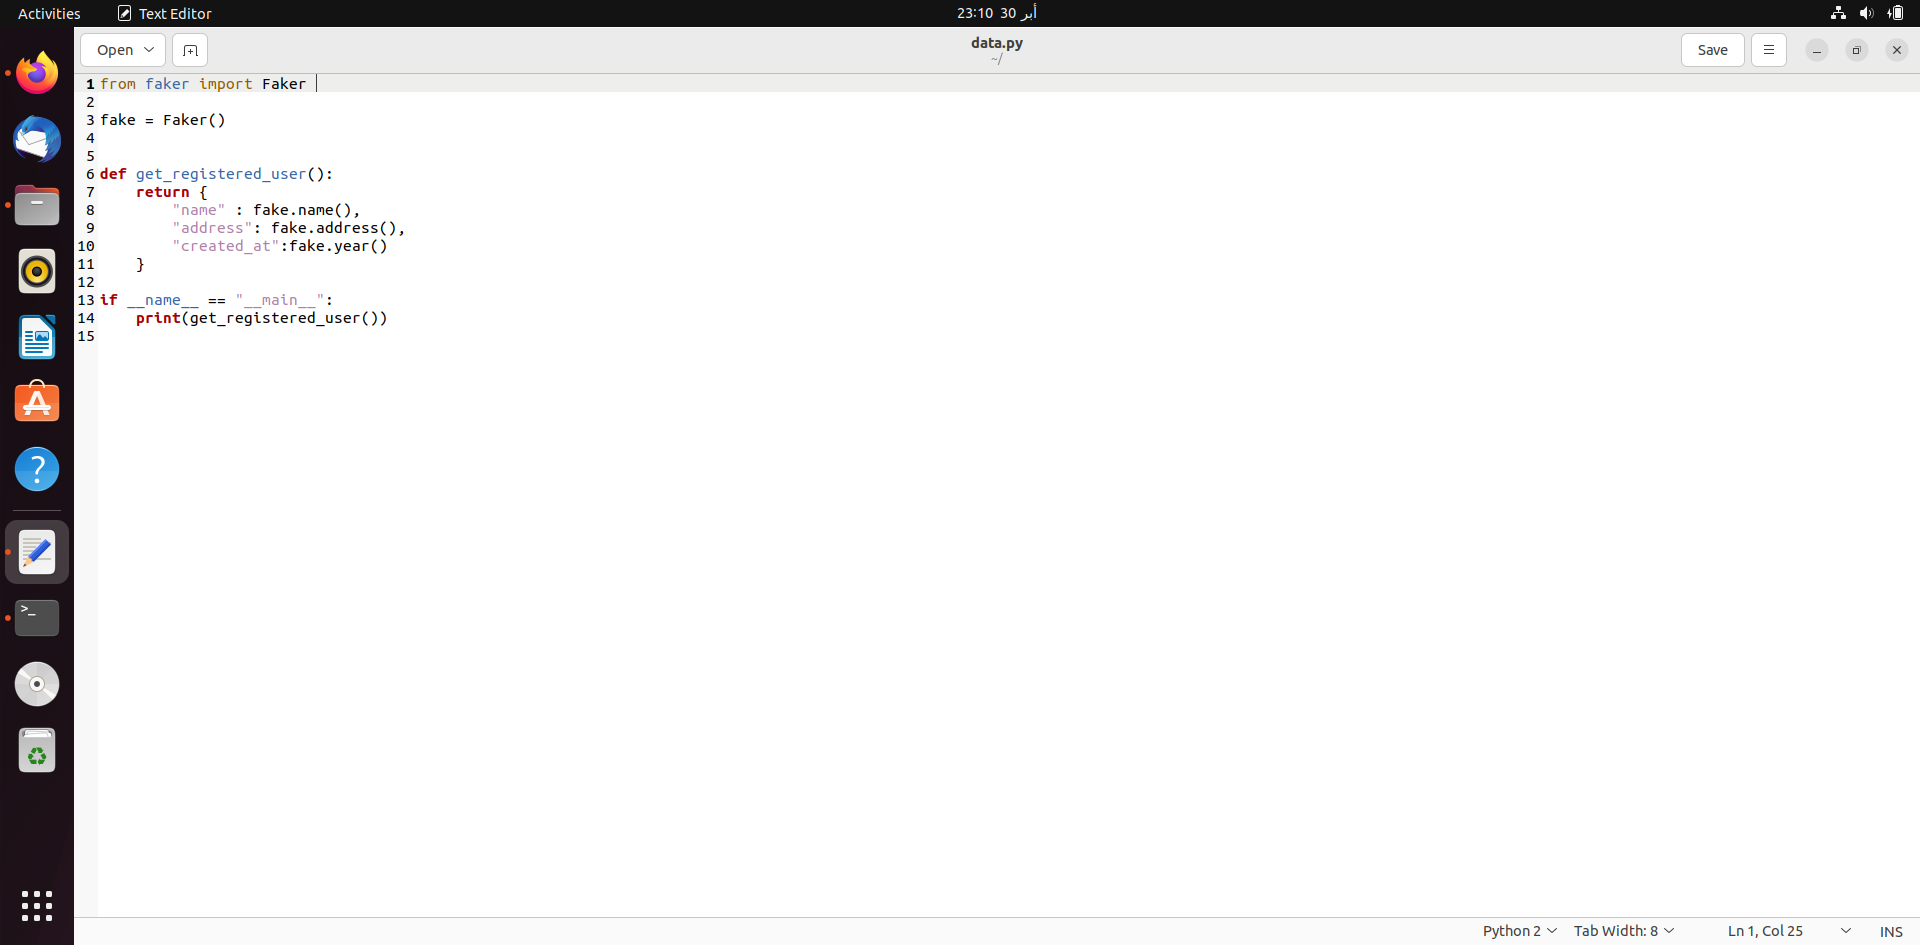 Activities
Text Editor
23:10 30 أبر
Open
data.py
~/
Save
1 from faker import Faker
2
3 fake = Faker()
4
5
6 def get_registered_user():
7     return {
8         "name" : fake.name(),
9         "address": fake.address(),
10         "created_at":fake.year()
11     }
12
13 if __name__ == "__main__":
14     print(get_registered_user())
15
Python 2
Tab Width: 8
Ln 1, Col 25
INS